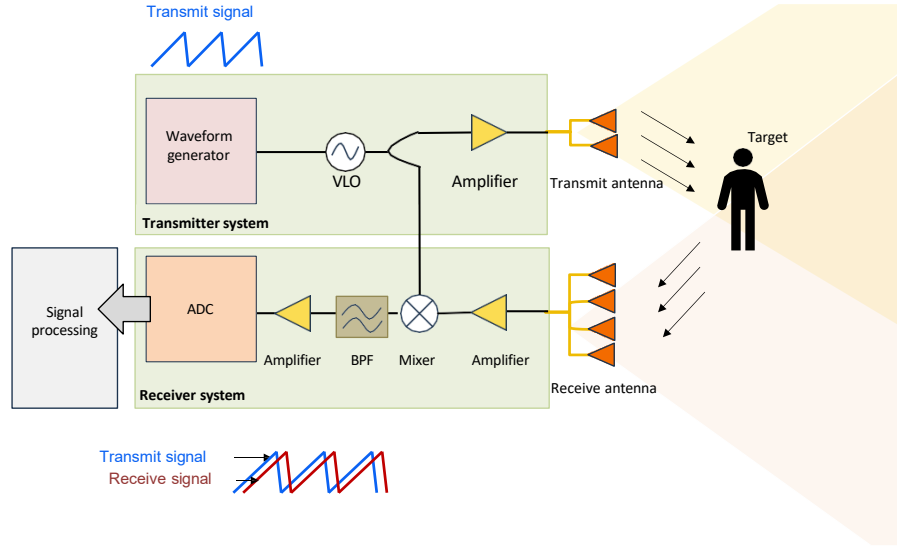 Transmit signal
Target
Waveform
generator
VLO
Amplifier
Transmit antenna
Transmitter system
Signal
processing
ADC
Amplifier
BPF
Mixer
Amplifier
Receive antenna
Receiver system
Transmit signal
Receive signal